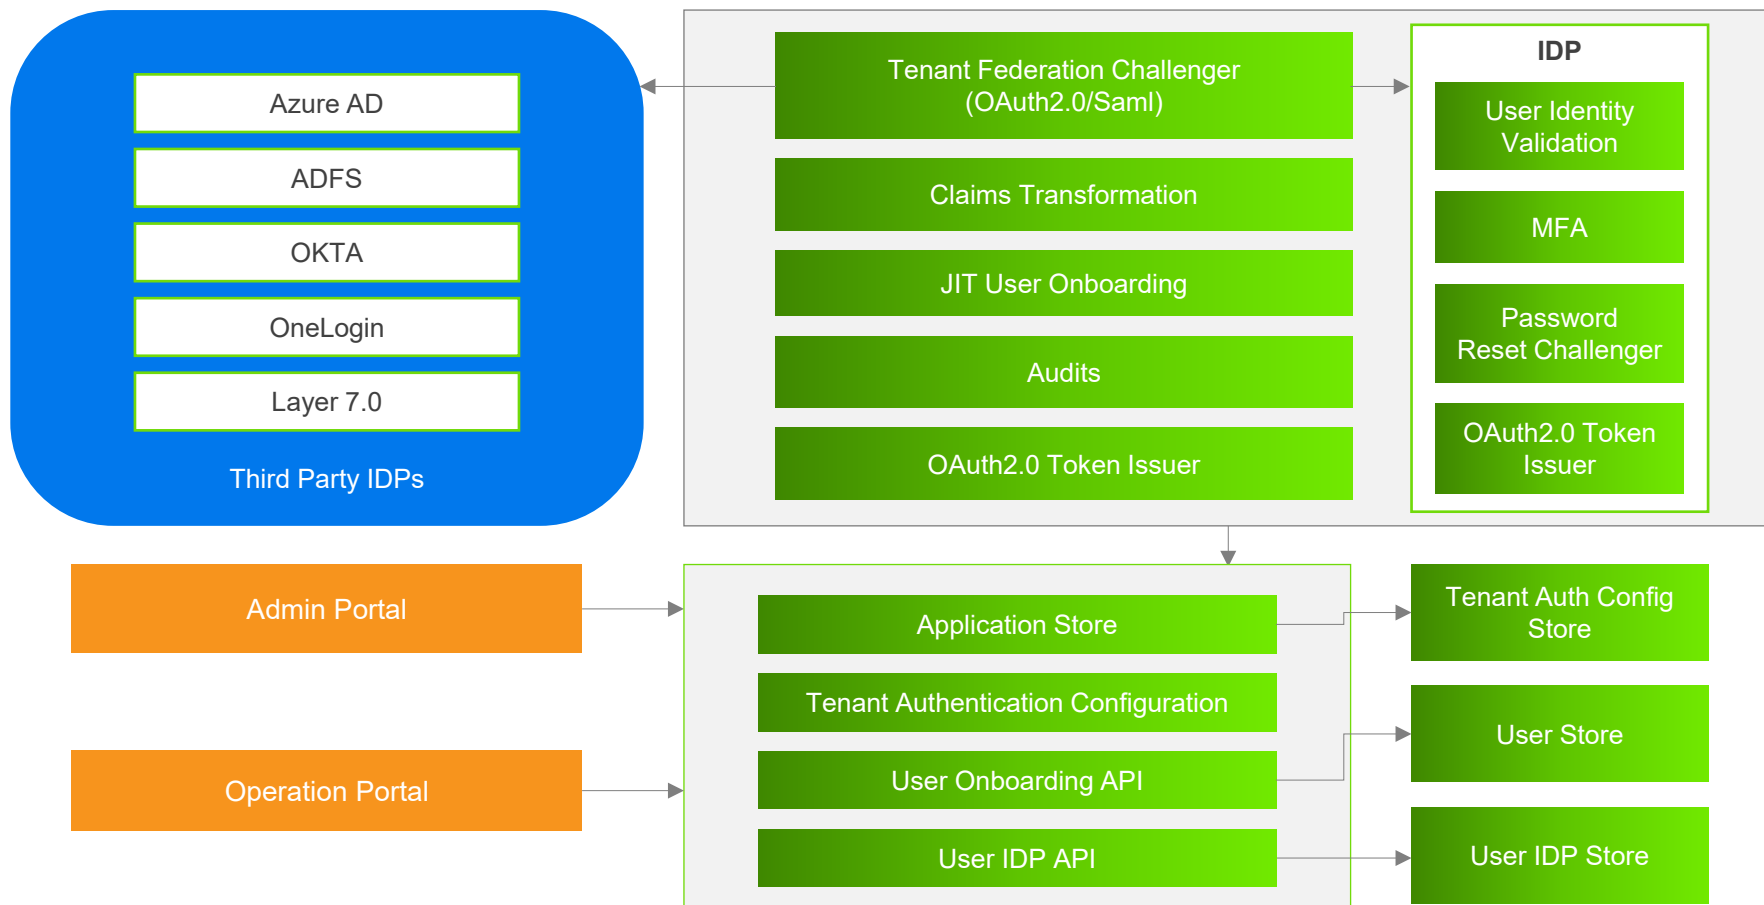 Azure AD
ADFS
OKTA
OneLogin
Layer 7.0
Third Party IDPs
Tenant Federation Challenger
(OAuth2.0/Saml)
Claims Transformation
JIT User Onboarding
Audits
OAuth2.0 Token Issuer
IDP
User Identity
Validation
MFA
Password
Reset Challenger
OAuth2.0 Token
Issuer
Admin Portal
Operation Portal
Application Store
Tenant Authentication Configuration
User Onboarding API
User IDP API
Tenant Auth Config
Store
User Store
User IDP Store